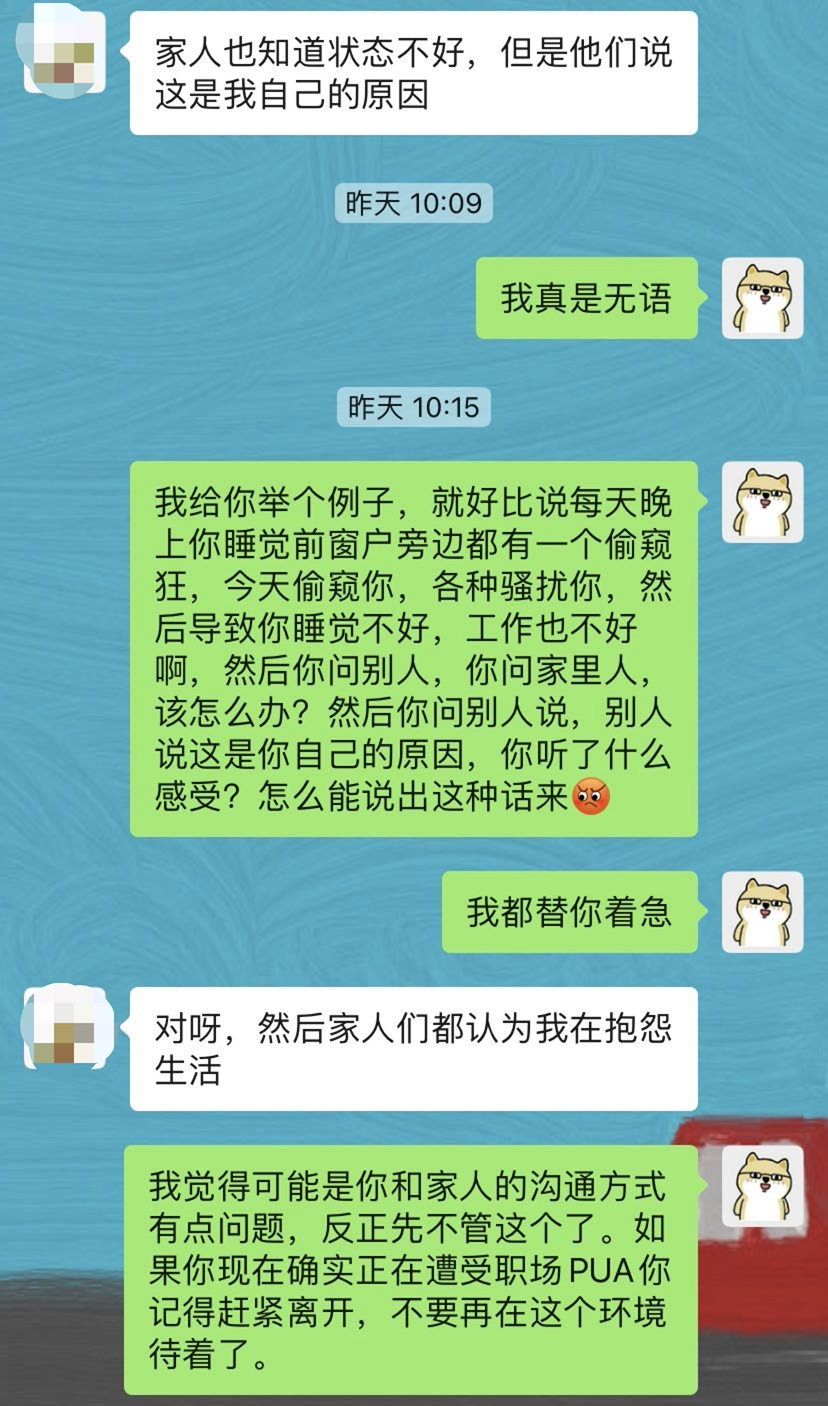 家人也知道状态不好，但是他们说
这是我自己的原因
昨天 10:09
我真是无语
昨天 10:15
我给你举个例子，就好比说每天晚
上你睡觉前窗户旁边都有一个偷窥
狂，今天偷窥你，各种骚扰你，然
后导致你睡觉不好，工作也不好
啊，然后你问别人，你问家里人，
该怎么办？然后你问别人说，别人
说这是你自己的原因，你听了什么
感受？怎么能说出这种话来😡
我都替你着急
对呀，然后家人们都认为我在抱怨
生活
我觉得可能是你和家人的沟通方式
有点问题，反正先不管这个了。如
果你现在确实正在遭受职场PUA你
记得赶紧离开，不要再在这个环境
待着了。